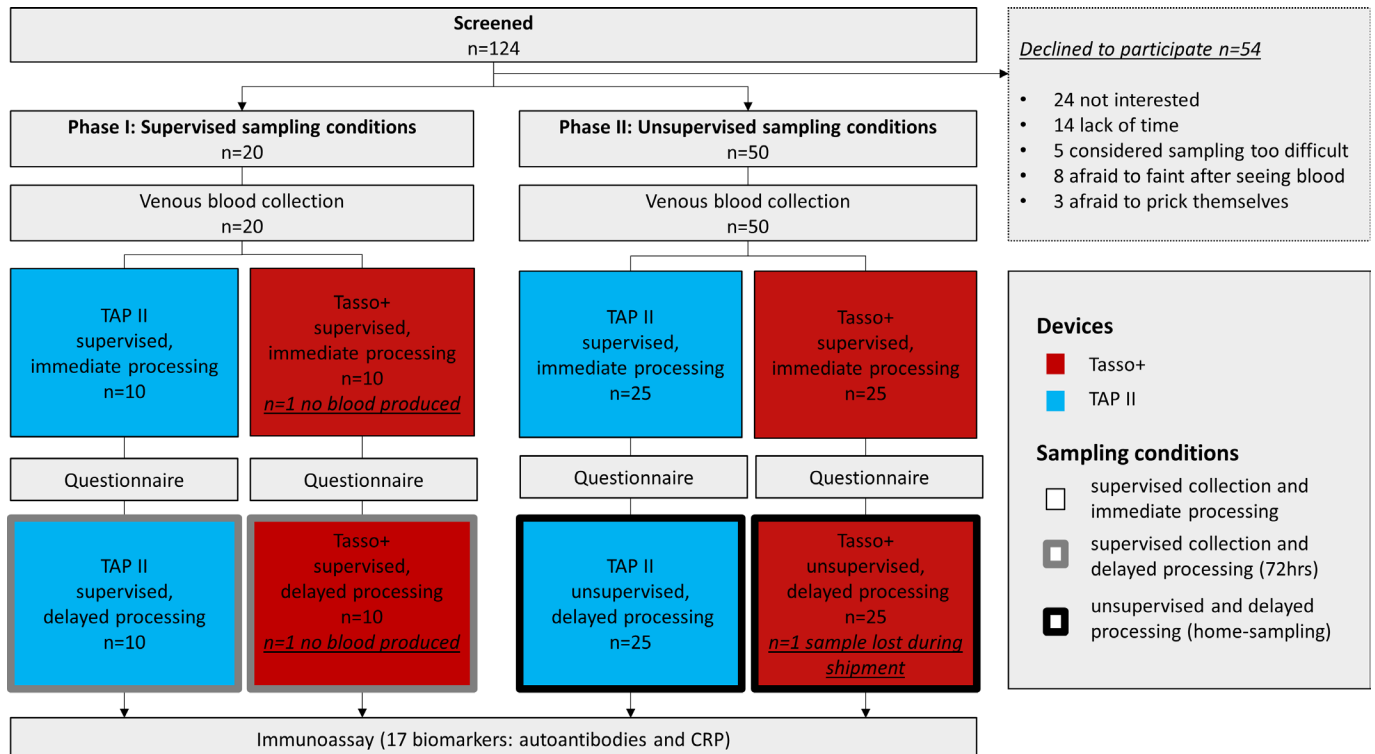 Screened
n=124
Declined to participate n=54
• 24 not interested
• 14 lack of time
• 5 considered sampling too difficult
• 8 afraid to faint after seeing blood
• 3 afraid to prick themselves
Phase I: Supervised sampling conditions
n=20
Phase II: Unsupervised sampling conditions
n=50
Venous blood collection
n=20
Venous blood collection
n=50
TAP II
supervised,
immediate processing
n=10
Tasso+
supervised,
immediate processing
n=10
n=1 no blood produced
TAP II
supervised,
immediate processing
n=25
Tasso+
supervised,
immediate processing
n=25
Questionnaire
Questionnaire
Questionnaire
Questionnaire
TAP II
supervised,
delayed processing
n=10
Tasso+
supervised,
delayed processing
n=10
n=1 no blood produced
TAP II
unsupervised,
delayed processing
n=25
Tasso+
unsupervised,
delayed processing
n=25
n=1 sample lost during
shipment
Immunoassay (17 biomarkers: autoantibodies and CRP)
Devices
Tasso+
TAP II
Sampling conditions
supervised collection and
immediate processing
supervised collection and
delayed processing (72hrs)
unsupervised and delayed
processing (home-sampling)